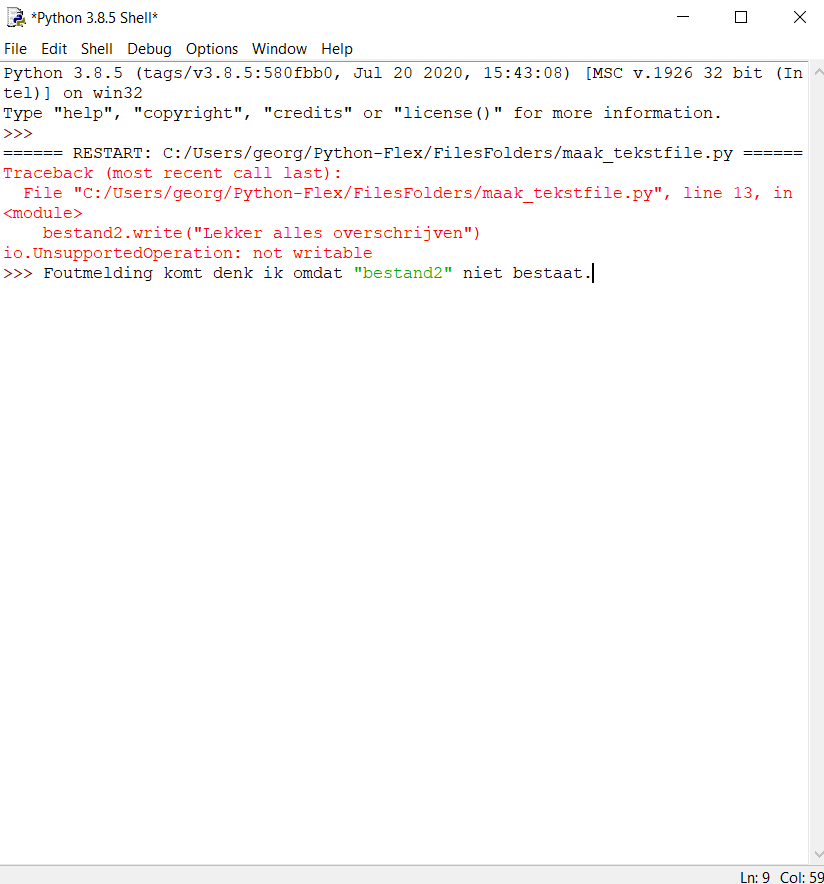 *Python 3.8.5 Shell*
File Edit Shell Debug Options Window Help
Python 3.8.5 (tags/v3.8.5:580fbb0, Jul 20 2020, 15:43:08) [MSC v.1926 32 bit (In
tel)] on win32
Type "help", "copyright", "credits" or "license()" for more information.
>>>
====== RESTART: C:/Users/georg/Python-Flex/FilesFolders/maak_tekstfile.py ======
Traceback (most recent call last):
  File "C:/Users/georg/Python-Flex/FilesFolders/maak_tekstfile.py", line 13, in
<module>
    bestand2.write("Lekker alles overschrijven")
io.UnsupportedOperation: not writable
>>> Foutmelding komt denk ik omdat "bestand2" niet bestaat.
Ln: 9 Col: 59